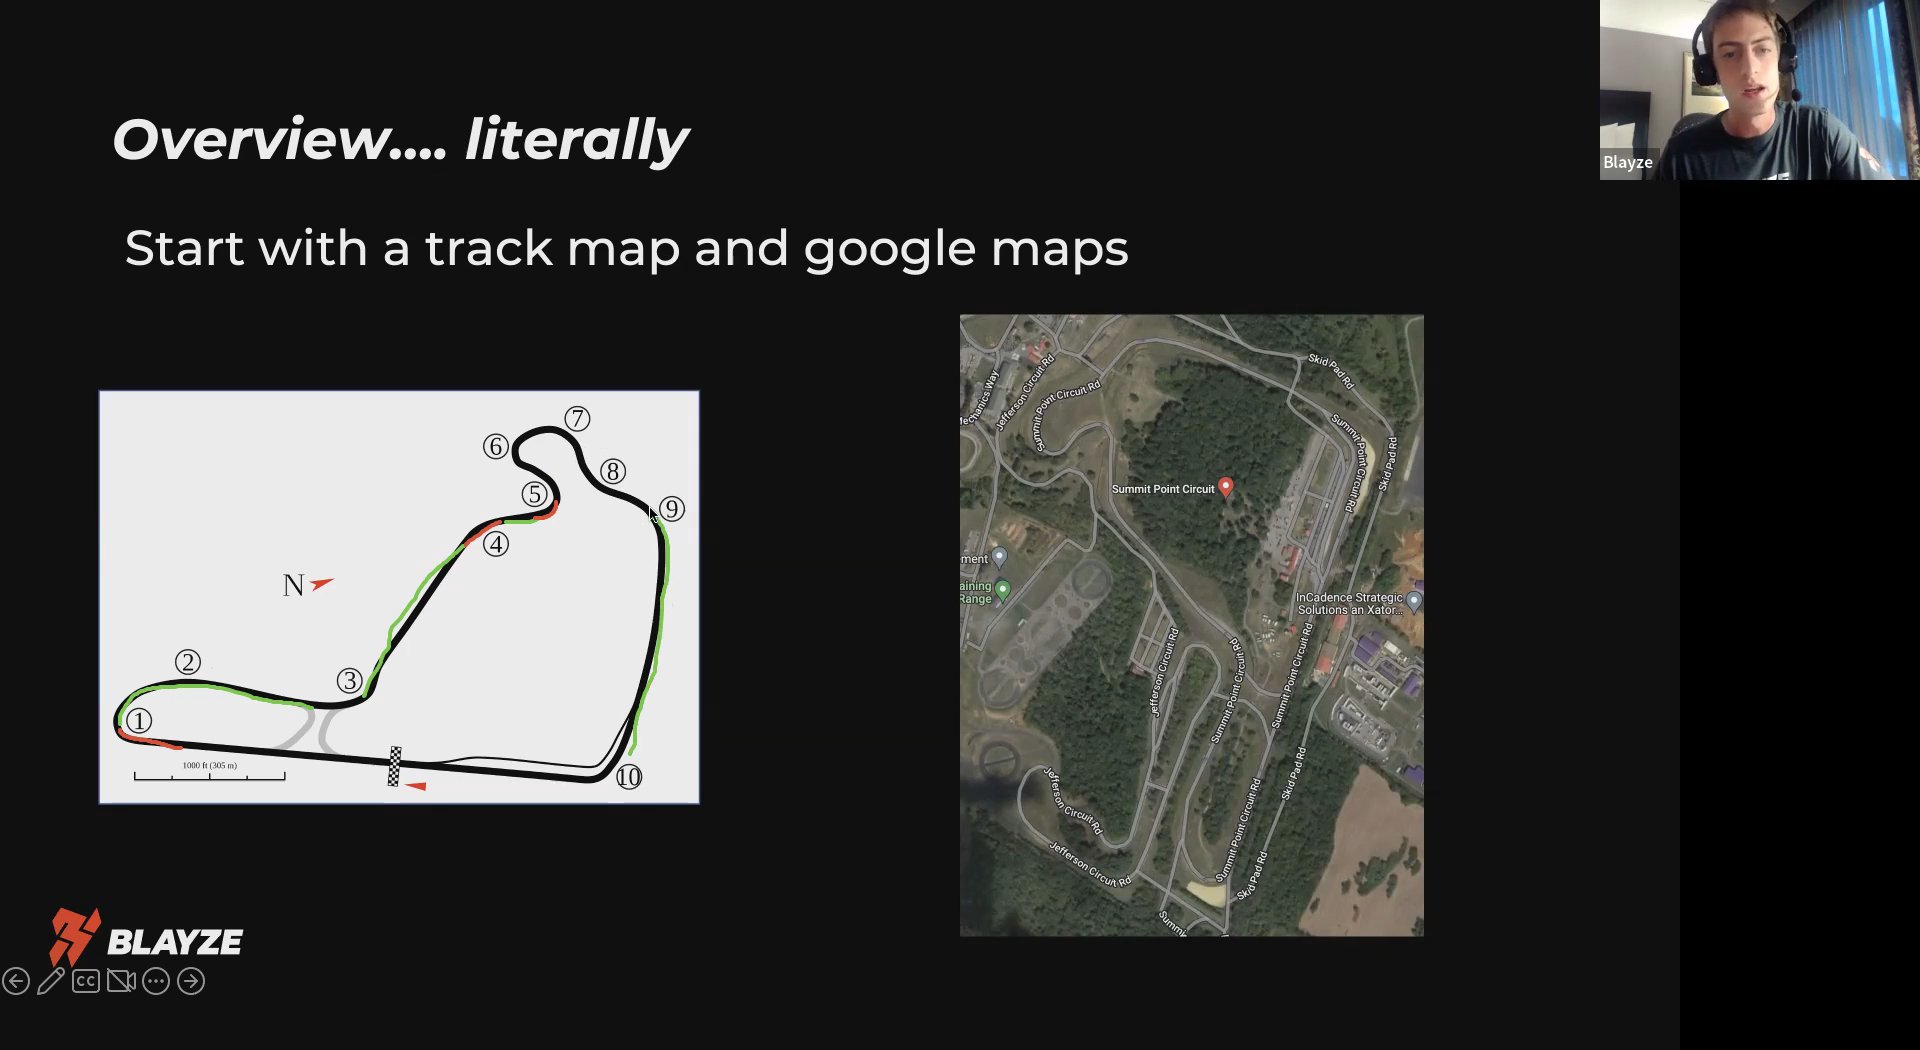 Overview.... literally
Start with a track map and google maps
Blayze
7
6
8
5
9
4
N
2
3
1
1000 ft (305 m)
10
Skid Pad Rd
Jefferson Circuit Rd
Mechanics Way
Summit Point Circuit Rd
Summit Point Circuit Rd
Skid Pad Rd
Summit Point Circuit
ement
aining
Range
InCadence Strategic
Solutions an Xator...
Jefferson Circuit Rd
Summit Point Circuit Rd
Summit Point Circuit Rd
Skid Pad Rd
Jefferson Circuit Rd
Summit Point Circuit Rd
Jefferson Circuit Rd
Skid Pad Rd
Summi
BLAYZE
CC